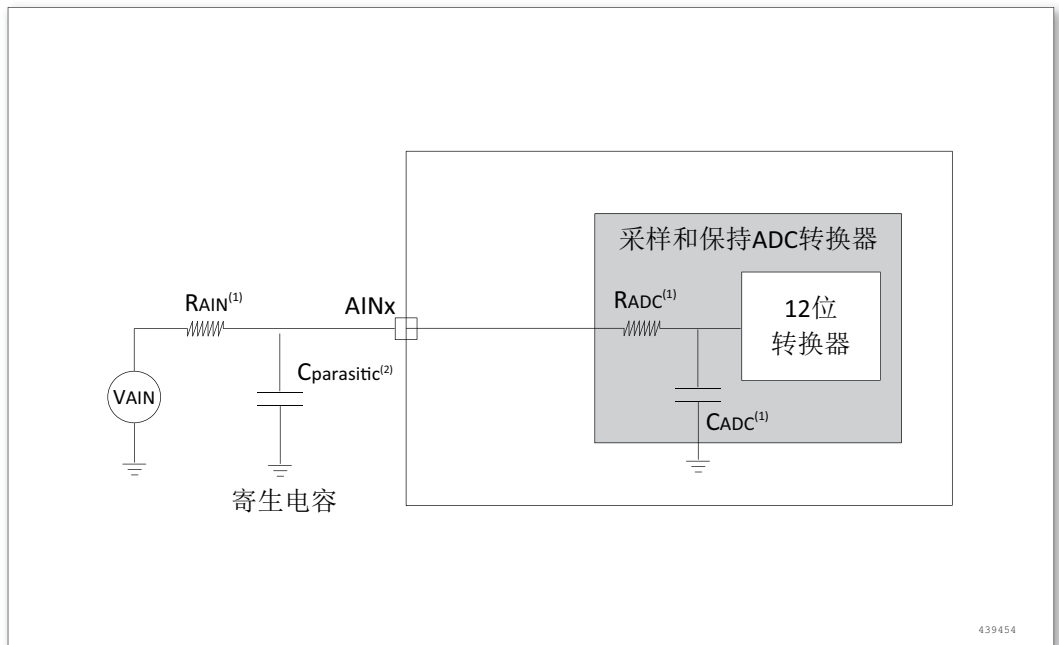 采样和保持ADC转换器
RAIN(1)
AINx
RADC(1)
12位
转换器
Cparasitic(2)
VAIN
CADC(1)
寄生电容
439454